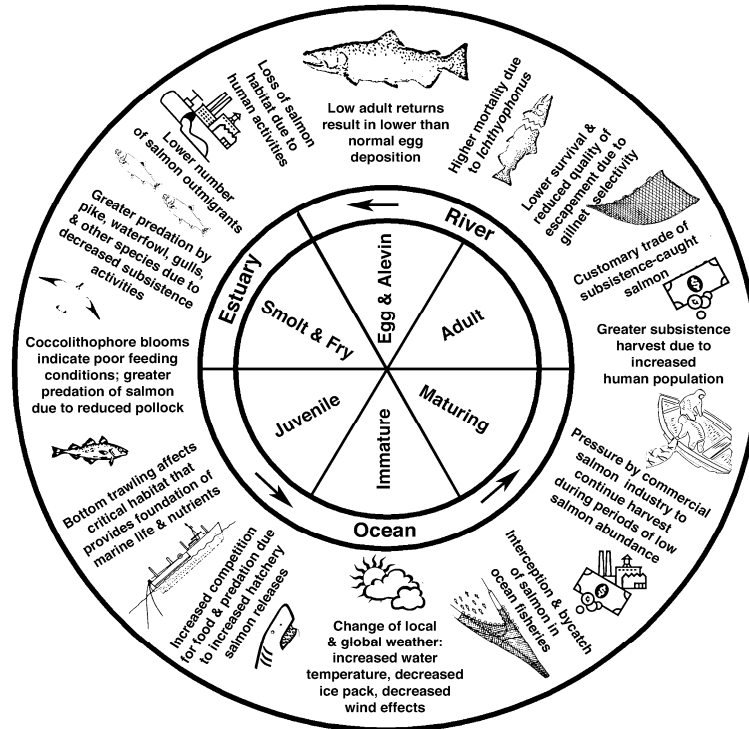 Low adult returns
result in lower than
normal egg
deposition
Higher mortality due
to Ichthyophonus
Lower survival &
reduced quality of
escapement due to
gillnet selectivity
Customary trade of
subsistence-caught
salmon
Greater subsistence
harvest due to
increased
human population
Pressure by commercial
salmon industry to
continue harvest
during periods of low
salmon abundance
Interception & bycatch
of salmon in
ocean fisheries
Change of local
& global weather:
increased water
temperature, decreased
ice pack, decreased
wind effects
Increased competition
for food & predation due
to increased hatchery
salmon releases
Bottom trawling affects
critical habitat that
provides foundation of
marine life & nutrients
Coccolithophore blooms
indicate poor feeding
conditions; greater
predation of salmon
due to reduced pollock
Greater predation by
pike, waterfowl, gulls,
& other species due to
decreased subsistence
activities
Lower number
of salmon outmigrants
Loss of salmon
habitat due to
human activities
River
Estuary
Ocean
Egg & Alevin
Adult
Maturing
Immature
Juvenile
Smolt & Fry
$
$